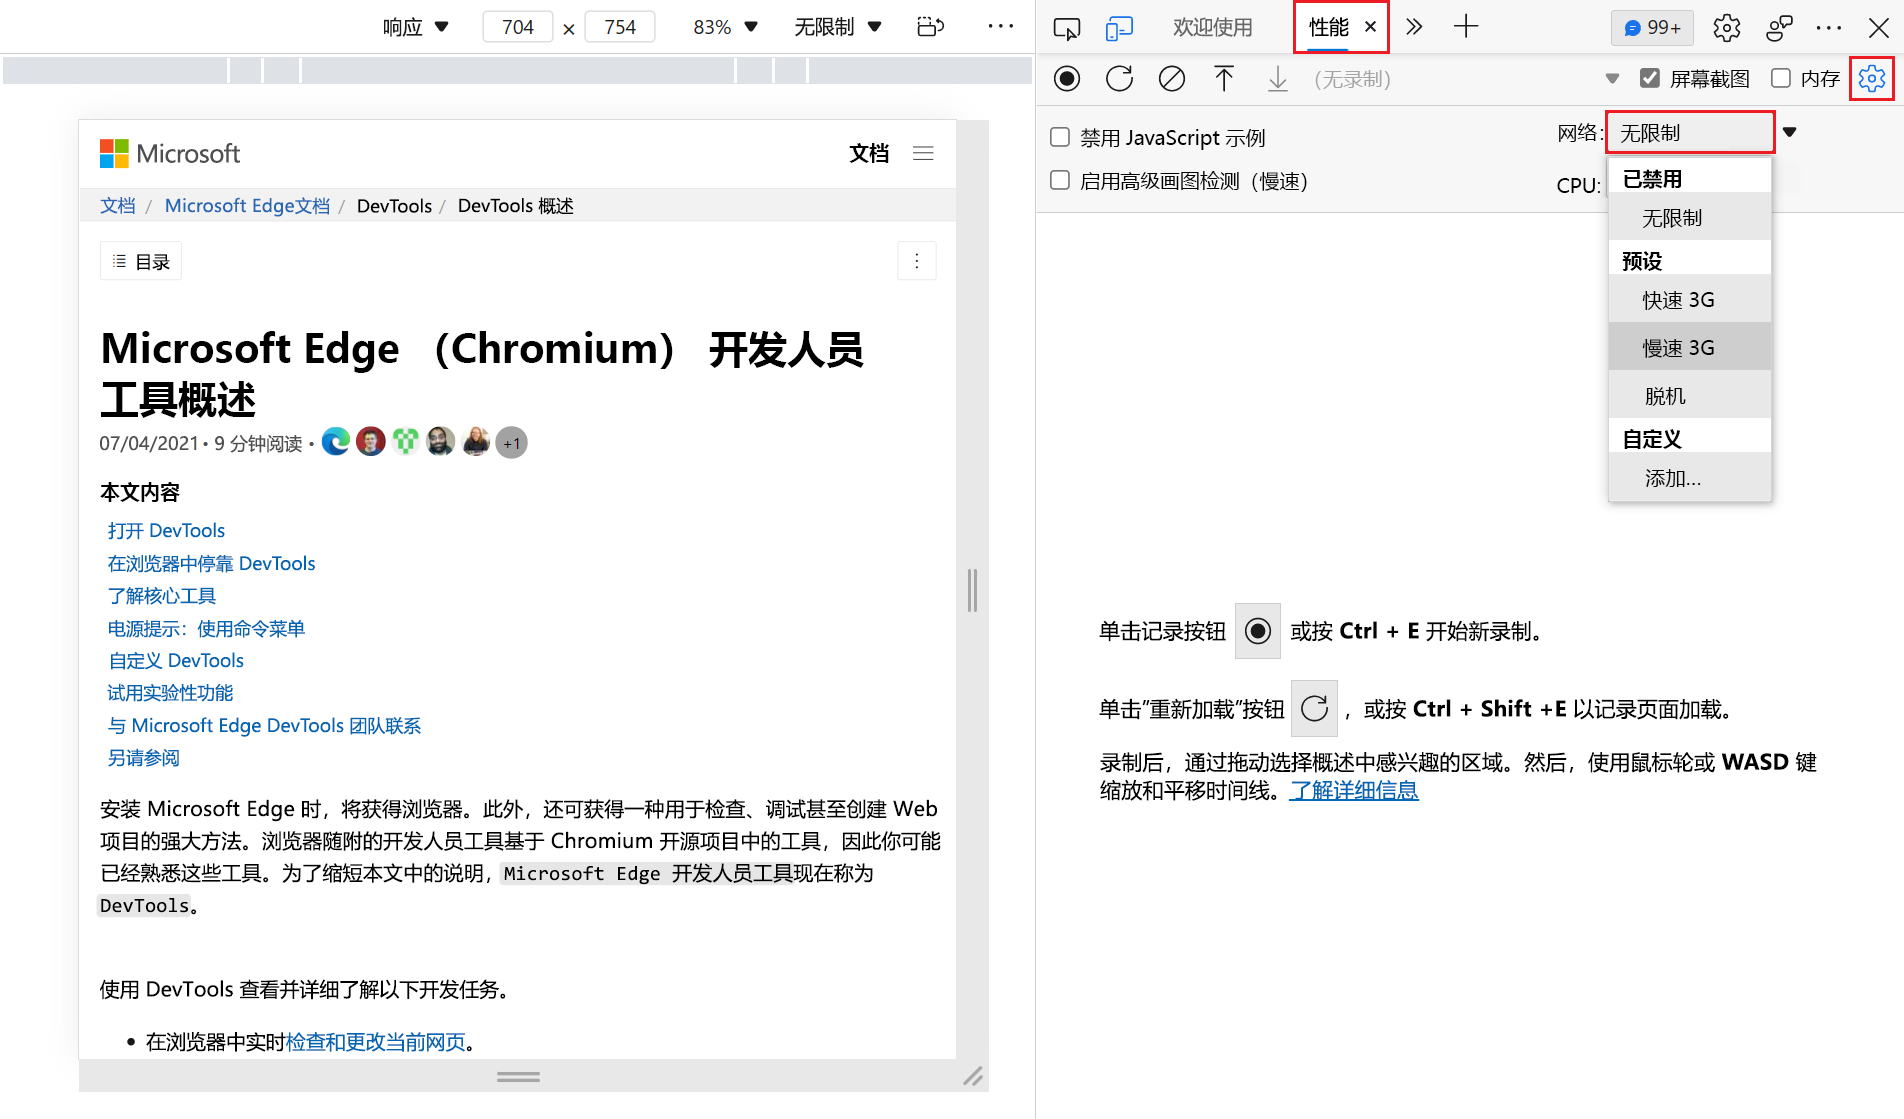 响应 704 × 754 83% 无限制 ···
欢迎使用 性能 × 99+
(无录制) 屏幕截图 内存
禁用 JavaScript 示例
启用高级画图检测（慢速）
网络: 无限制
CPU:
已禁用
无限制
预设
快速 3G
慢速 3G
脱机
自定义
添加...
Microsoft 文档
文档 / Microsoft Edge文档 / DevTools / DevTools 概述
目录
Microsoft Edge （Chromium） 开发人员
工具概述
07/04/2021 • 9 分钟阅读 • +1
本文内容
打开 DevTools
在浏览器中停靠 DevTools
了解核心工具
电源提示：使用命令菜单
自定义 DevTools
试用实验性功能
与 Microsoft Edge DevTools 团队联系
另请参阅
安装 Microsoft Edge 时，将获得浏览器。此外，还可获得一种用于检查、调试甚至创建 Web
项目的强大方法。浏览器随附的开发人员工具基于 Chromium 开源项目中的工具，因此你可能
已经熟悉这些工具。为了缩短本文中的说明，Microsoft Edge 开发人员工具现在称为
DevTools。
使用 DevTools 查看并详细了解以下开发任务。
• 在浏览器中实时检查和更改当前网页。
单击记录按钮 或按 Ctrl + E 开始新录制。
单击"重新加载"按钮 ，或按 Ctrl + Shift +E 以记录页面加载。
录制后，通过拖动选择概述中感兴趣的区域。然后，使用鼠标轮或 WASD 键
缩放和平移时间线。了解详细信息